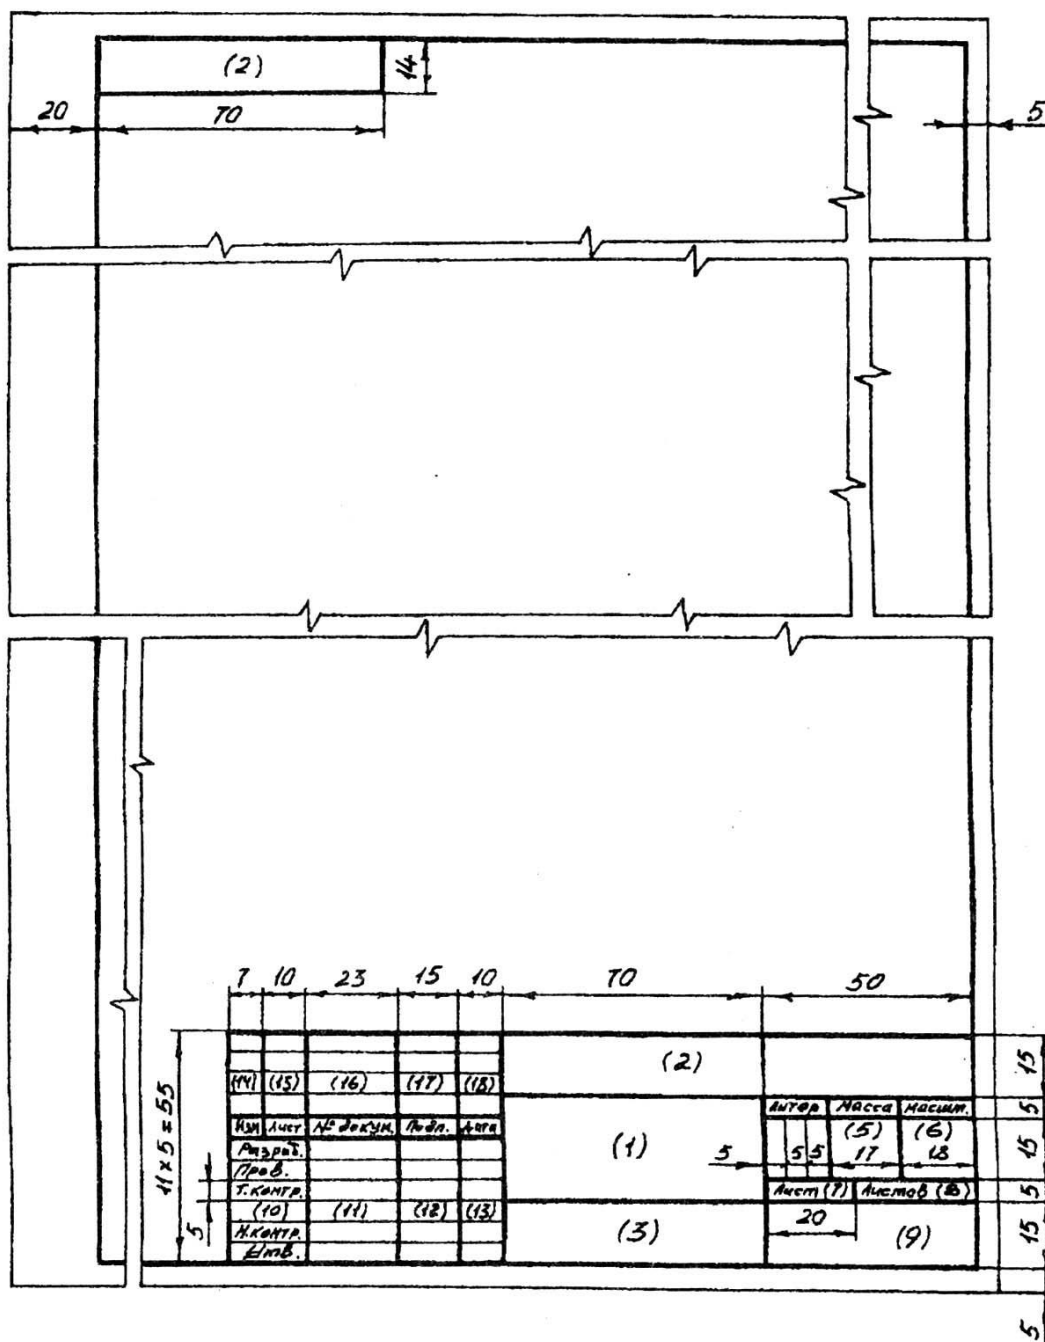 (2)
14
20
70
5
7 10 23 15 10 70 50
(2)
15
(14) (15) (16) (17) (18)
Литер Масса Масшт.
5
Изм Лист № докум. Подп. Дата
(5) (6)
11 x 5 = 55
Разраб.
(1)
5
5 5 17 18
15
Пров.
Т. контр.
Лист (7) Листов (8)
5
(10) (11) (12) (13)
20
5
Н. контр.
(3)
(9)
15
Утв.
5